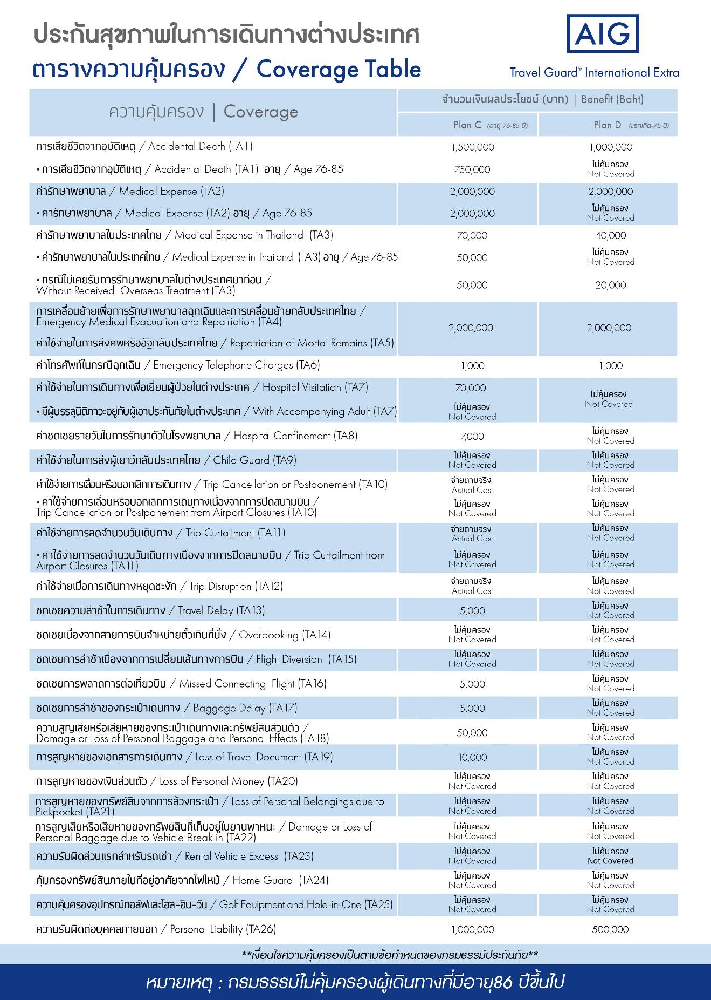 ประกันสุขภาพในการเดินทางต่างประเทศ
ตารางความคุ้มครอง / Coverage Table
AIG
Travel Guard® International Extra
ความคุ้มครอง | Coverage
จำนวนเงินผลประโยชน์ (บาท) | Benefit (Baht)
Plan C (อายุ 76-85 ปี) Plan D (แรกเกิด-75 ปี)
การเสียชีวิตจากอุบัติเหตุ / Accidental Death (TA1) 1,500,000 1,000,000
• การเสียชีวิตจากอุบัติเหตุ / Accidental Death (TA1) อายุ / Age 76-85 750,000 ไม่คุ้มครอง
Not Covered
ค่ารักษาพยาบาล / Medical Expense (TA2) 2,000,000 2,000,000
• ค่ารักษาพยาบาล / Medical Expense (TA2) อายุ / Age 76-85 2,000,000 ไม่คุ้มครอง
Not Covered
ค่ารักษาพยาบาลในประเทศไทย / Medical Expense in Thailand (TA3) 70,000 40,000
• ค่ารักษาพยาบาลในประเทศไทย / Medical Expense in Thailand (TA3) อายุ / Age 76-85 50,000 ไม่คุ้มครอง
Not Covered
• กรณีไม่เคยรับการรักษาพยาบาลในต่างประเทศมาก่อน /
Without Received Overseas Treatment (TA3) 50,000 20,000
การเคลื่อนย้ายเพื่อการรักษาพยาบาลฉุกเฉินและการเคลื่อนย้ายกลับประเทศไทย /
Emergency Medical Evacuation and Repatriation (TA4)
2,000,000 2,000,000
ค่าใช้จ่ายในการส่งศพหรืออัฐิกลับประเทศไทย / Repatriation of Mortal Remains (TA5)
ค่าโทรศัพท์ในกรณีฉุกเฉิน / Emergency Telephone Charges (TA6) 1,000 1,000
ค่าใช้จ่ายในการเดินทางเพื่อเยี่ยมผู้ป่วยในต่างประเทศ / Hospital Visitation (TA7) 70,000 ไม่คุ้มครอง
Not Covered
• มีผู้บรรลุนิติภาวะอยู่กับผู้เอาประกันภัยในต่างประเทศ / With Accompanying Adult (TA7) ไม่คุ้มครอง
Not Covered
ค่าชดเชยรายวันในการรักษาตัวในโรงพยาบาล / Hospital Confinement (TA8) 7,000 ไม่คุ้มครอง
Not Covered
ค่าใช้จ่ายในการส่งผู้เยาว์กลับประเทศไทย / Child Guard (TA9) ไม่คุ้มครอง ไม่คุ้มครอง
Not Covered Not Covered
ค่าใช้จ่ายการเลื่อนหรือบอกเลิกการเดินทาง / Trip Cancellation or Postponement (TA10) จ่ายตามจริง ไม่คุ้มครอง
Actual Cost Not Covered
• ค่าใช้จ่ายการเลื่อนหรือบอกเลิกการเดินทางเนื่องจากการปิดสนามบิน / ไม่คุ้มครอง ไม่คุ้มครอง
Trip Cancellation or Postponement from Airport Closures (TA10) Not Covered Not Covered
ค่าใช้จ่ายการลดจำนวนวันเดินทาง / Trip Curtailment (TA11) จ่ายตามจริง ไม่คุ้มครอง
Actual Cost Not Covered
• ค่าใช้จ่ายการลดจำนวนวันเดินทางเนื่องจากการปิดสนามบิน / Trip Curtailment from ไม่คุ้มครอง ไม่คุ้มครอง
Airport Closures (TA11) Not Covered Not Covered
ค่าใช้จ่ายเมื่อการเดินทางหยุดชะงัก / Trip Disruption (TA12) จ่ายตามจริง ไม่คุ้มครอง
Actual Cost Not Covered
ชดเชยความล่าช้าในการเดินทาง / Travel Delay (TA13) 5,000 ไม่คุ้มครอง
Not Covered
ชดเชยเนื่องจากสายการบินจำหน่ายตั๋วเกินที่นั่ง / Overbooking (TA14) ไม่คุ้มครอง ไม่คุ้มครอง
Not Covered Not Covered
ชดเชยการล่าช้าเนื่องจากการเปลี่ยนเส้นทางการบิน / Flight Diversion (TA15) ไม่คุ้มครอง ไม่คุ้มครอง
Not Covered Not Covered
ชดเชยการพลาดการต่อเที่ยวบิน / Missed Connecting Flight (TA16) 5,000 ไม่คุ้มครอง
Not Covered
ชดเชยการล่าช้าของกระเป๋าเดินทาง / Baggage Delay (TA17) 5,000 ไม่คุ้มครอง
Not Covered
ความสูญเสียหรือเสียหายของกระเป๋าเดินทางและทรัพย์สินส่วนตัว / 50,000 ไม่คุ้มครอง
Damage or Loss of Personal Baggage and Personal Effects (TA18) Not Covered
การสูญหายของเอกสารการเดินทาง / Loss of Travel Document (TA19) 10,000 ไม่คุ้มครอง
Not Covered
การสูญหายของเงินส่วนตัว / Loss of Personal Money (TA20) ไม่คุ้มครอง ไม่คุ้มครอง
Not Covered Not Covered
การสูญหายของทรัพย์สินจากการล้วงกระเป๋า / Loss of Personal Belongings due to ไม่คุ้มครอง ไม่คุ้มครอง
Pickpocket (TA21) Not Covered Not Covered
การสูญเสียหรือเสียหายของทรัพย์สินที่เก็บอยู่ในยานพาหนะ / Damage or Loss of ไม่คุ้มครอง ไม่คุ้มครอง
Personal Baggage due to Vehicle Break in (TA22) Not Covered Not Covered
ความรับผิดส่วนแรกสำหรับรถเช่า / Rental Vehicle Excess (TA23) ไม่คุ้มครอง ไม่คุ้มครอง
Not Covered Not Covered
คุ้มครองทรัพย์สินภายในที่อยู่อาศัยจากไฟไหม้ / Home Guard (TA24) ไม่คุ้มครอง ไม่คุ้มครอง
Not Covered Not Covered
ความคุ้มครองอุปกรณ์กอล์ฟและโฮล-อิน-วัน / Golf Equipment and Hole-in-One (TA25) ไม่คุ้มครอง ไม่คุ้มครอง
Not Covered Not Covered
ความรับผิดต่อบุคคลภายนอก / Personal Liability (TA26) 1,000,000 500,000
**เงื่อนไขความคุ้มครองเป็นตามข้อกำหนดของกรมธรรม์ประกันภัย**
หมายเหตุ : กรมธรรม์ไม่คุ้มครองผู้เดินทางที่มีอายุ86 ปีขึ้นไป